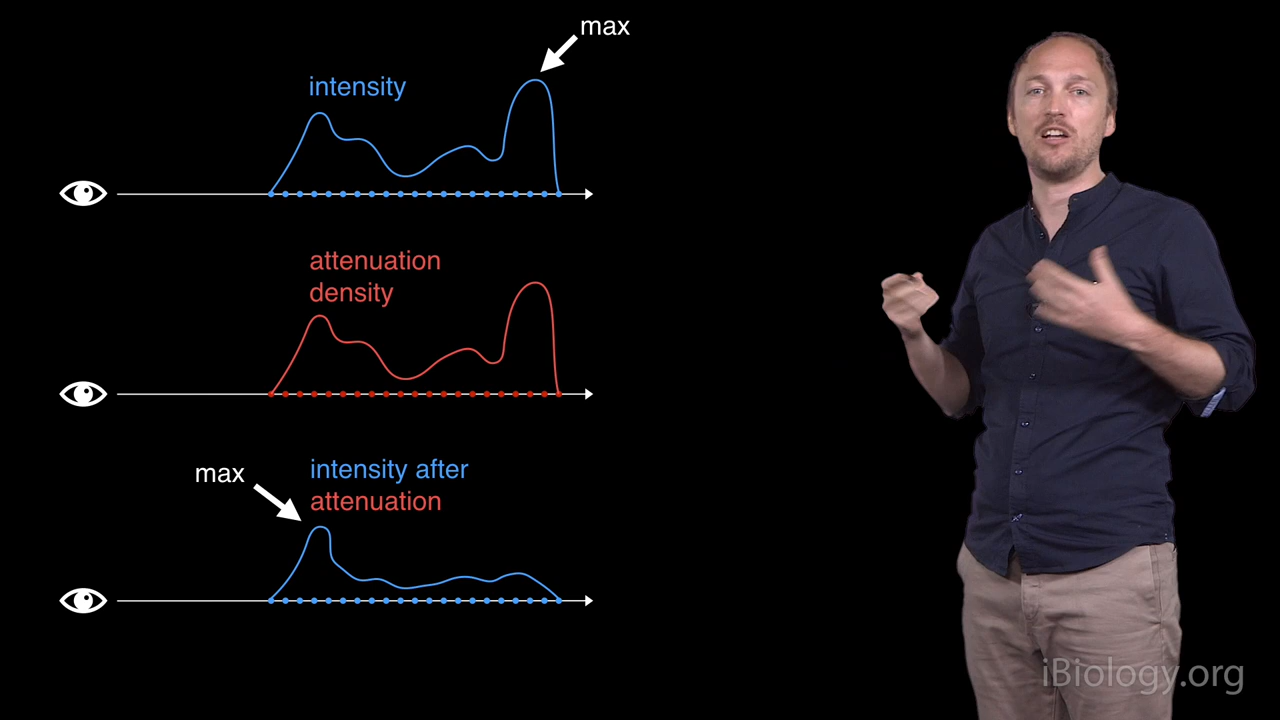 max
intensity
attenuation
density
max
intensity after
attenuation
iBiology.org